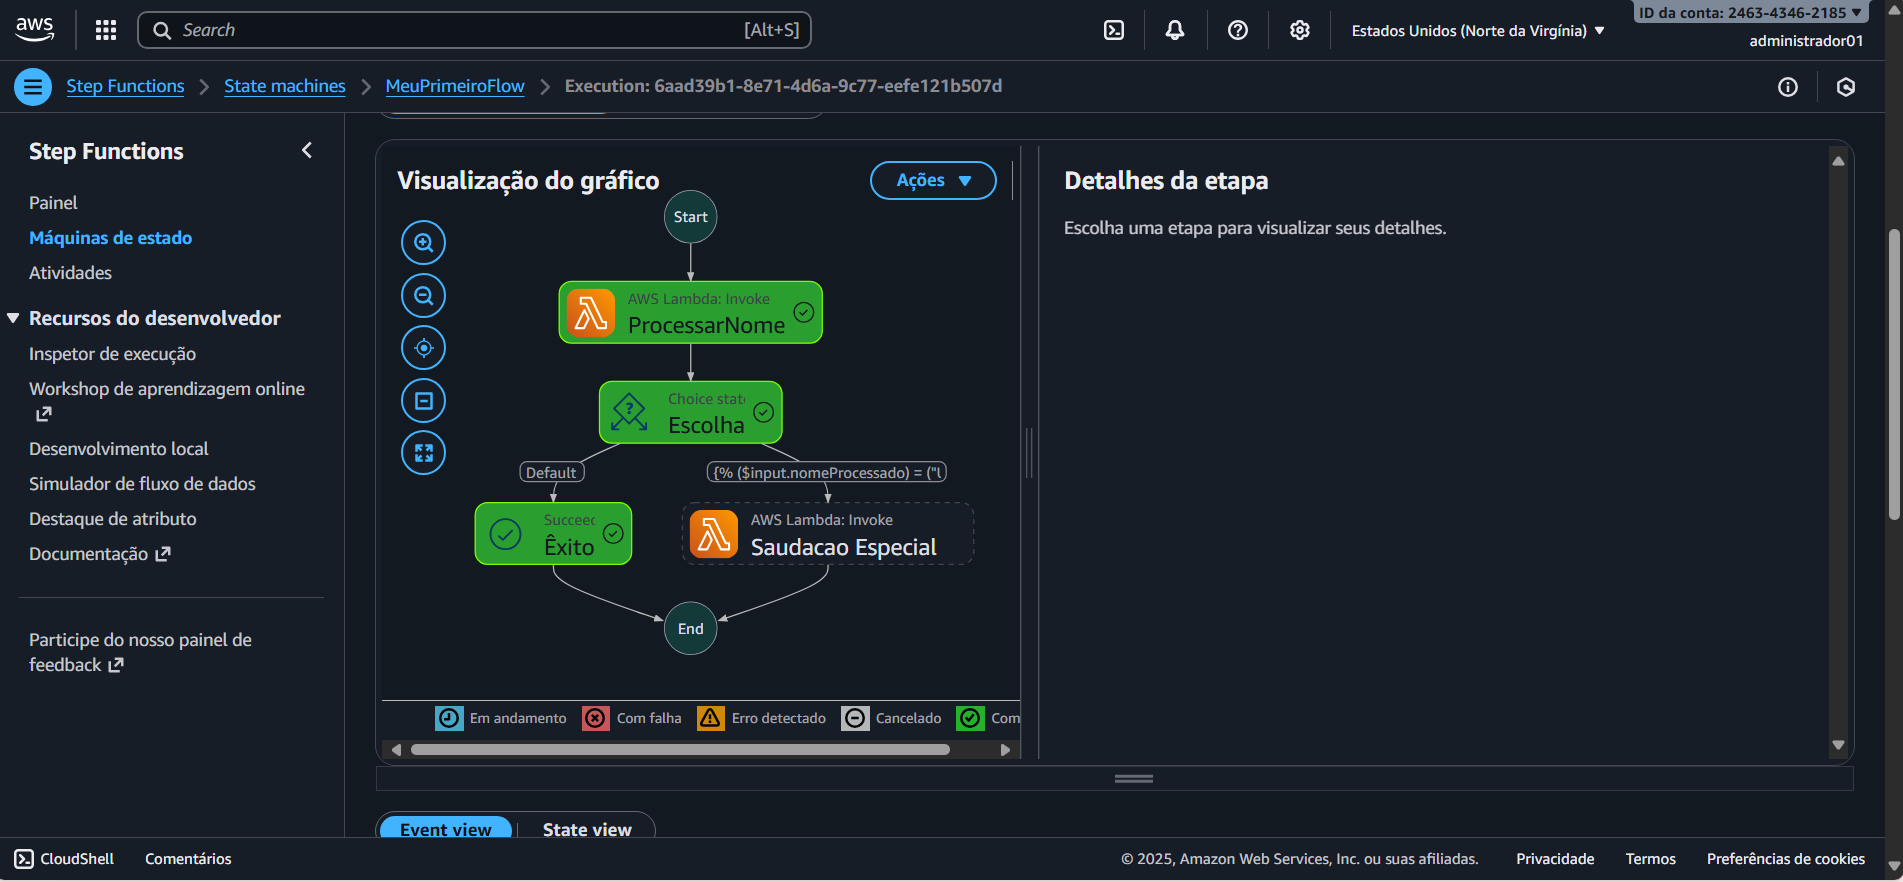 aws
Search
[Alt+S]
Estados Unidos (Norte da Virgínia)
ID da conta: 2463-4346-2185
administrador01
Step Functions
State machines
MeuPrimeiroFlow
Execution: 6aad39b1-8e71-4d6a-9c77-eefe121b507d
Step Functions
Painel
Máquinas de estado
Atividades
Recursos do desenvolvedor
Inspetor de execução
Workshop de aprendizagem online
Desenvolvimento local
Simulador de fluxo de dados
Destaque de atributo
Documentação
Participe do nosso painel de
feedback
Visualização do gráfico
Ações
Start
AWS Lambda: Invoke
ProcessarNome
Choice state
Escolha
Default
{% ($input.nomeProcessado) = ("l
Succeed
Êxito
AWS Lambda: Invoke
Saudacao Especial
End
Em andamento
Com falha
Erro detectado
Cancelado
Com
Detalhes da etapa
Escolha uma etapa para visualizar seus detalhes.
Event view
State view
CloudShell
Comentários
© 2025, Amazon Web Services, Inc. ou suas afiliadas.
Privacidade
Termos
Preferências de cookies